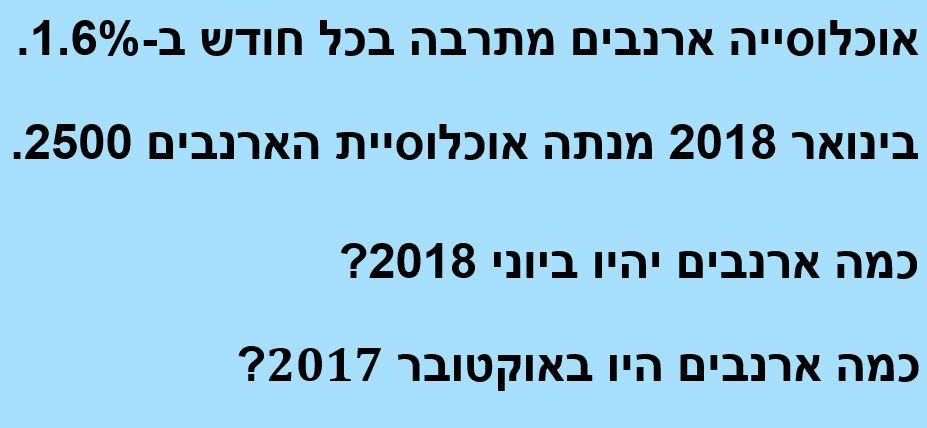 אוכלוסייה ארנבים מתרבה בכל חודש ב-1.6%.
בינואר 2018 מנתה אוכלוסיית הארנבים 2500.
כמה ארנבים יהיו ביוני 2018?
כמה ארנבים היו באוקטובר 2017?